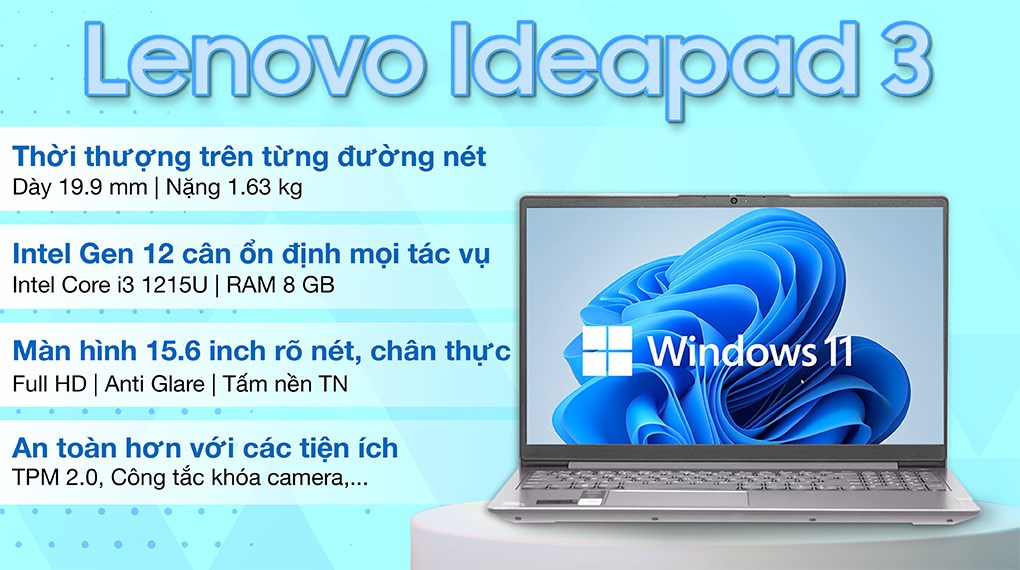 Lenovo Ideapad 3
Thời thượng trên từng đường nét
Dày 19.9 mm | Nặng 1.63 kg
Intel Gen 12 cân ổn định mọi tác vụ
Intel Core i3 1215U | RAM 8 GB
Màn hình 15.6 inch rõ nét, chân thực
Full HD | Anti Glare | Tấm nền TN
An toàn hơn với các tiện ích
TPM 2.0, Công tắc khóa camera,...
Windows 11